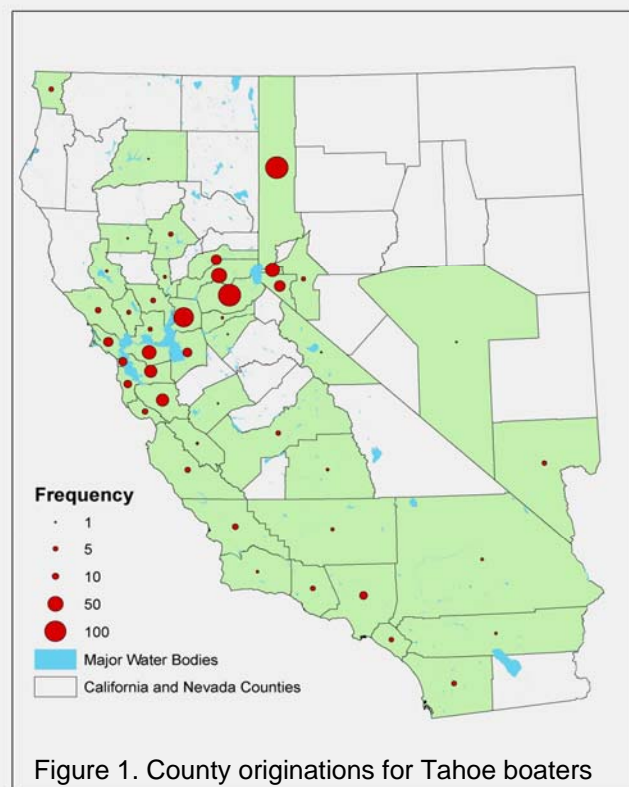 Frequency
1
5
10
50
100
Major Water Bodies
California and Nevada Counties
Figure 1. County originations for Tahoe boaters